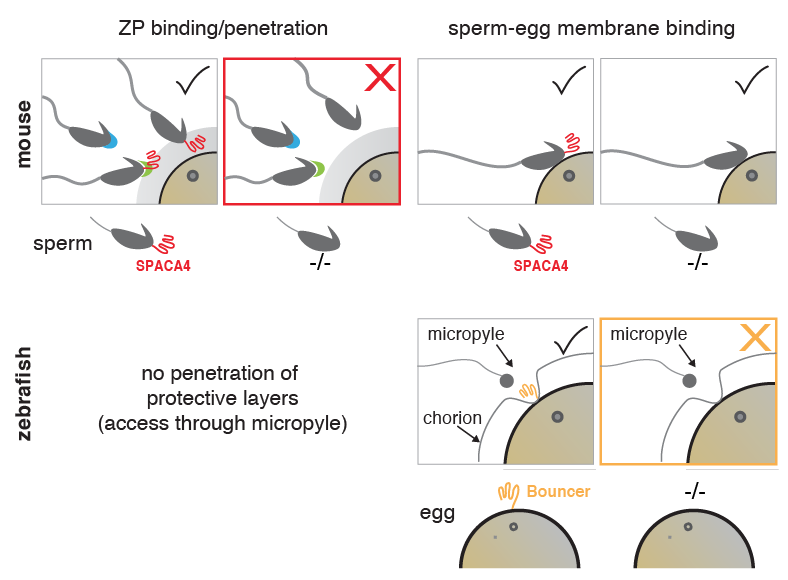 ZP binding/penetration
sperm-egg membrane binding
mouse
sperm
SPACA4
-/-
SPACA4
-/-
zebrafish
no penetration of
protective layers
(access through micropyle)
micropyle
chorion
micropyle
egg
Bouncer
-/-